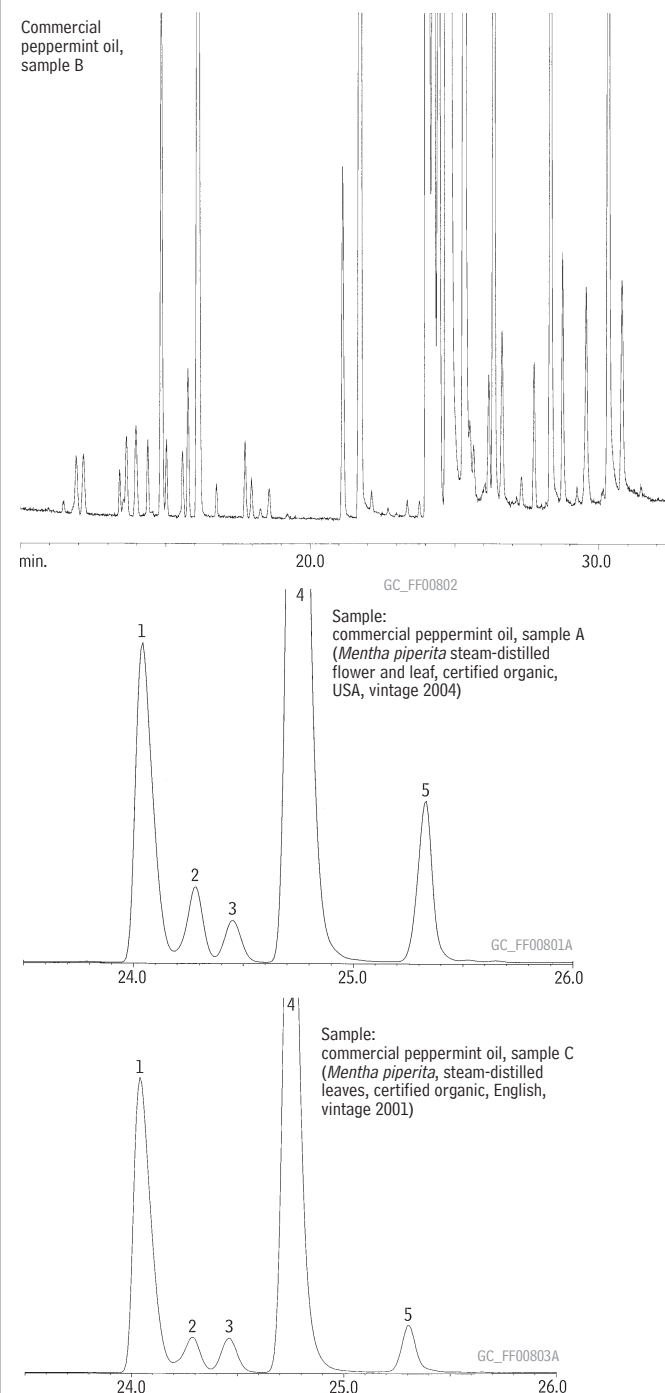 Commercial
peppermint oil,
sample B
min.
20.0
30.0
GC_FF00802
4
Sample:
commercial peppermint oil, sample A
(Mentha piperita steam-distilled
flower and leaf, certified organic,
USA, vintage 2004)
1
5
2
3
GC_FF00801A
24.0
25.0
26.0
4
Sample:
commercial peppermint oil, sample C
(Mentha piperita, steam-distilled
leaves, certified organic, English,
vintage 2001)
1
2
3
5
GC_FF00803A
24.0
25.0
26.0